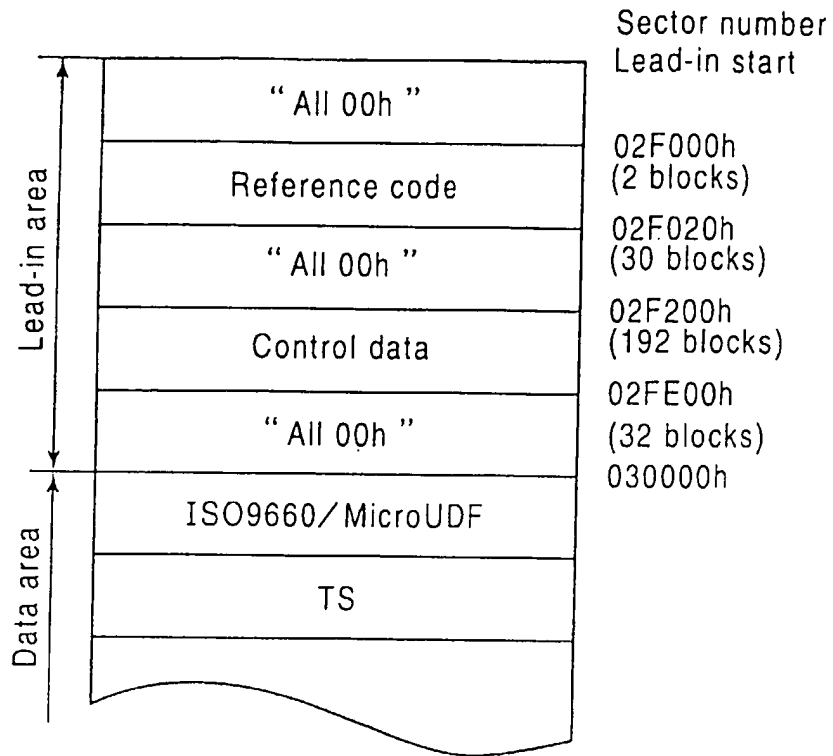 Sector number
Lead-in start
“ All 00h ”
02F000h
(2 blocks)
Reference code
02F020h
(30 blocks)
“ All 00h ”
02F200h
(192 blocks)
Control data
02FE00h
(32 blocks)
“ All 00h ”
030000h
ISO9660/MicroUDF
TS
Lead-in area
Data area